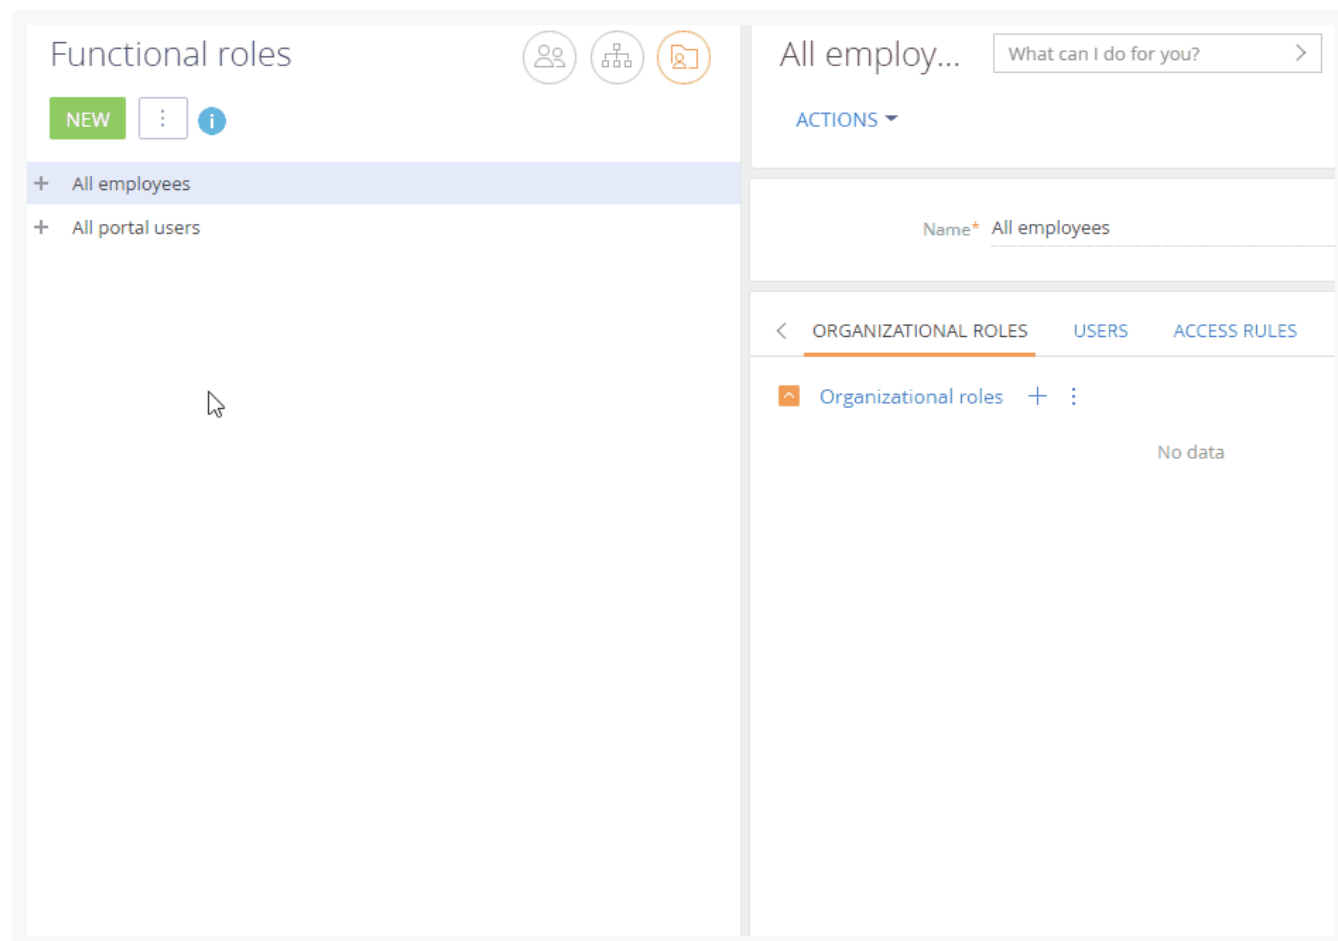 Functional roles
NEW
i
All employees
All portal users
All employ...
What can I do for you?
ACTIONS
Name* All employees
ORGANIZATIONAL ROLES USERS ACCESS RULES
Organizational roles
No data